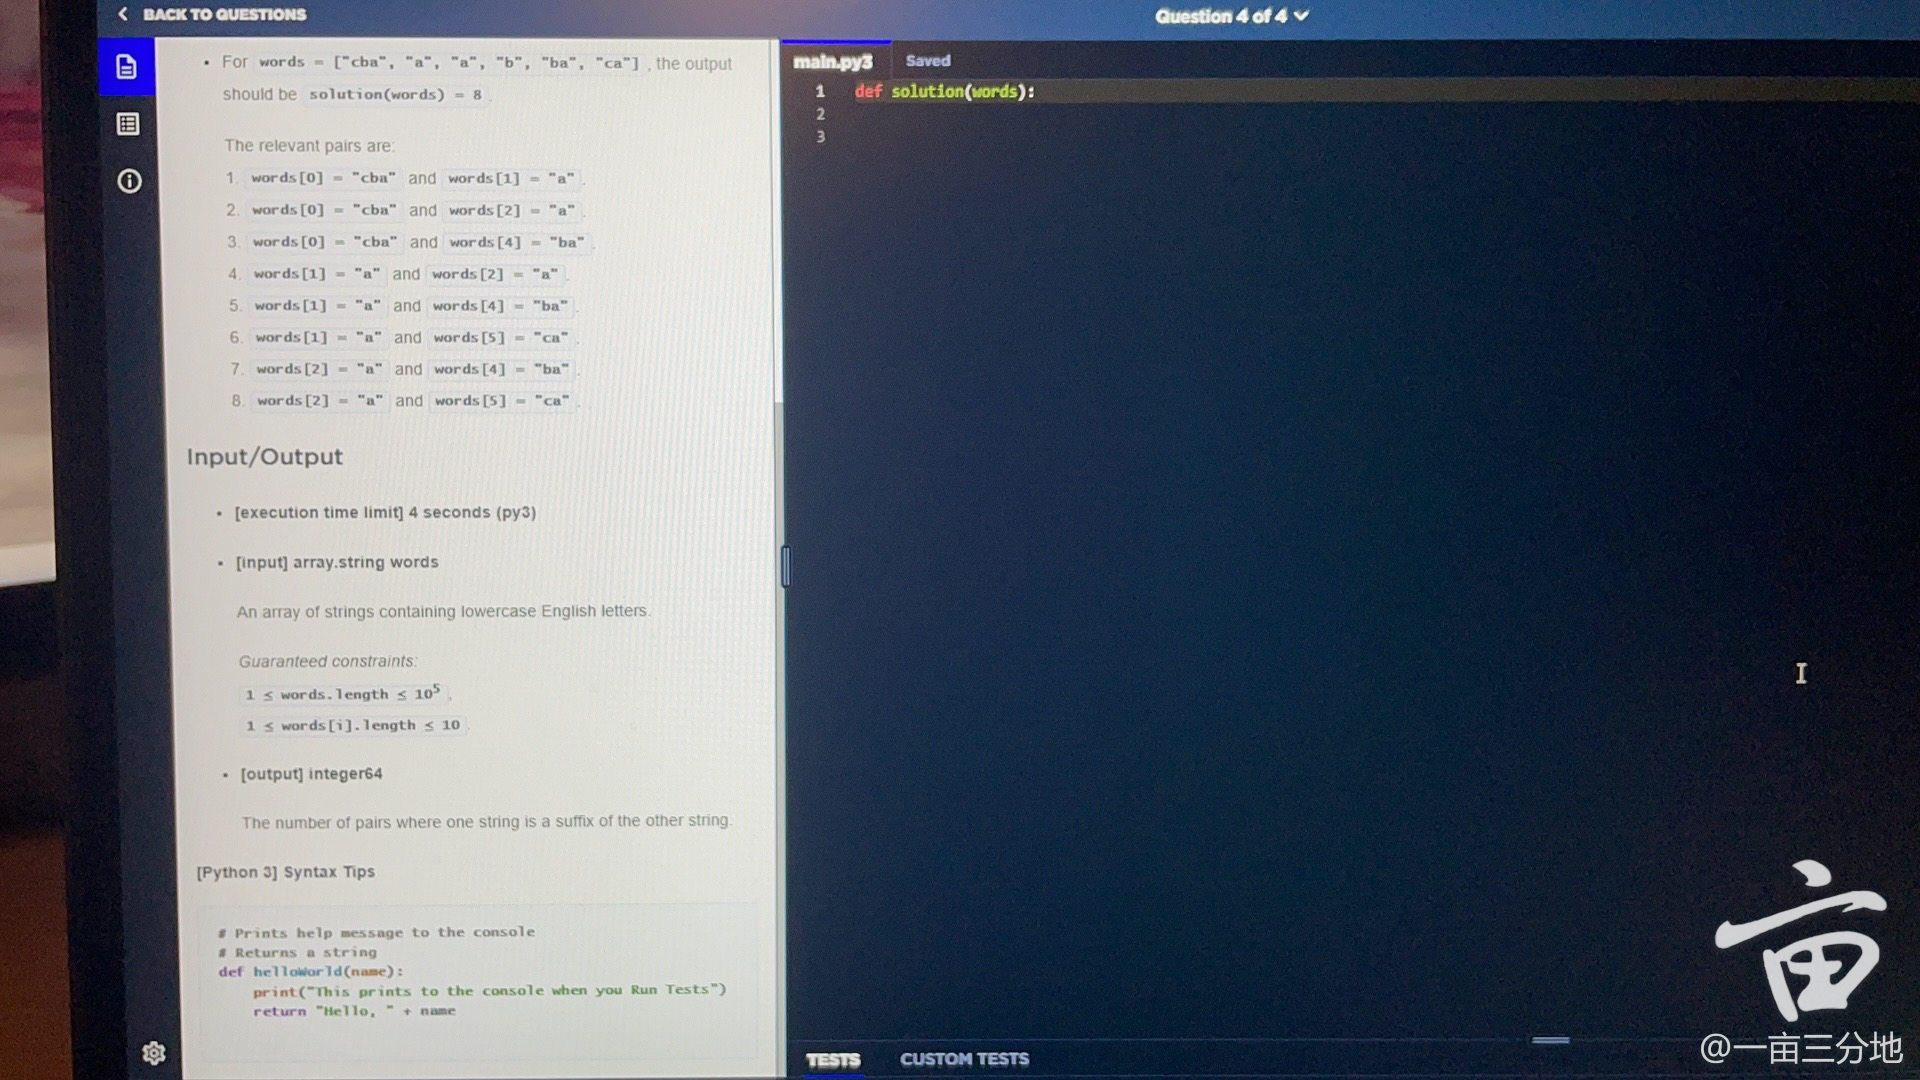 BACK TO QUESTIONS
Question 4 of 4
• For words = ["cba", "a", "a", "b", "ba", "ca"] , the output
should be solution(words) = 8 .
The relevant pairs are:
1. words[0] = "cba" and words[1] = "a" .
2. words[0] = "cba" and words[2] = "a" .
3. words[0] = "cba" and words[4] = "ba" .
4. words[1] = "a" and words[2] = "a" .
5. words[1] = "a" and words[4] = "ba" .
6. words[1] = "a" and words[5] = "ca" .
7. words[2] = "a" and words[4] = "ba" .
8. words[2] = "a" and words[5] = "ca" .
Input/Output
• [execution time limit] 4 seconds (py3)
• [input] array.string words
An array of strings containing lowercase English letters.
Guaranteed constraints:
1 ≤ words.length ≤ 10⁵ ,
1 ≤ words[i].length ≤ 10 .
• [output] integer64
The number of pairs where one string is a suffix of the other string.
[Python 3] Syntax Tips
# Prints help message to the console
# Returns a string
def helloWorld(name):
    print("This prints to the console when you Run Tests")
    return "Hello, " + name
main.py3 Saved
1 def solution(words):
2
3
TESTS CUSTOM TESTS
亩
@一亩三分地